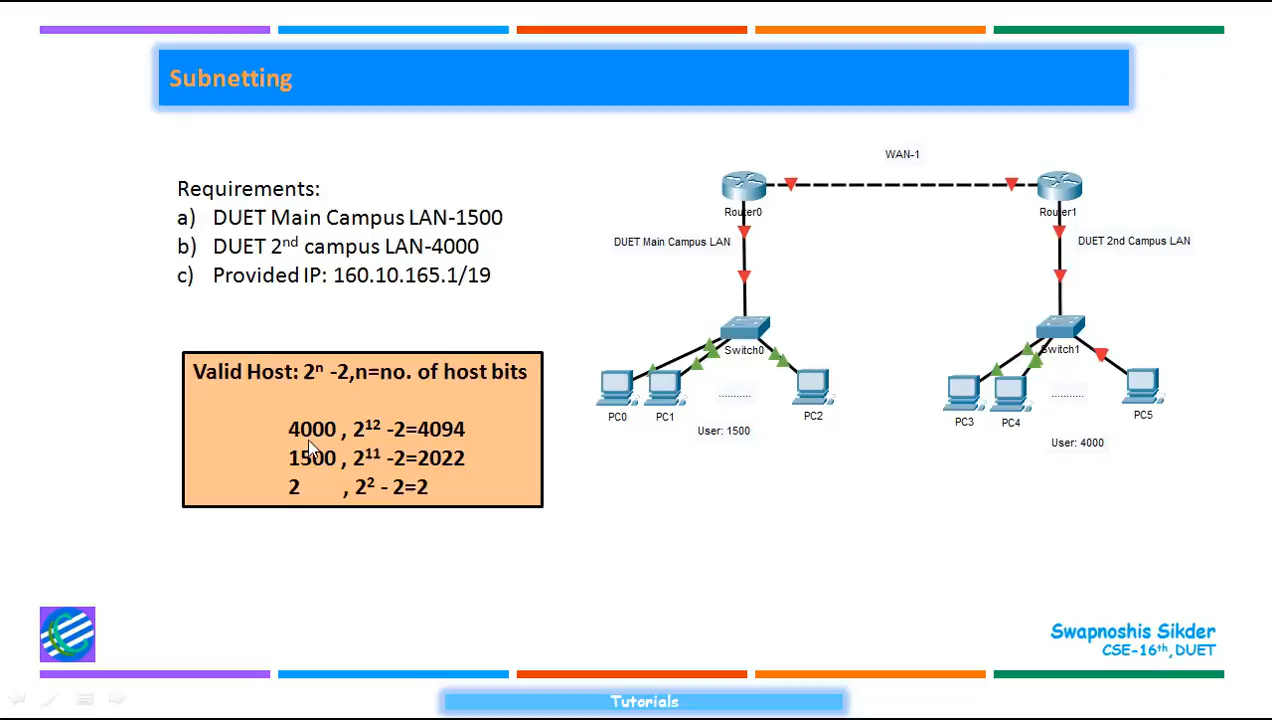 Subnetting
Requirements:
a) DUET Main Campus LAN-1500
b) DUET 2nd campus LAN-4000
c) Provided IP: 160.10.165.1/19
Valid Host: 2ⁿ -2,n=no. of host bits
4000 , 2¹² -2=4094
1500 , 2¹¹ -2=2022
2 , 2² - 2=2
WAN-1
Router0
Router1
DUET Main Campus LAN
DUET 2nd Campus LAN
Switch0
Switch1
PC0
PC1
...........
PC2
User: 1500
PC3
PC4
...........
PC5
User: 4000
Swapnoshis Sikder
CSE-16th,DUET
Tutorials